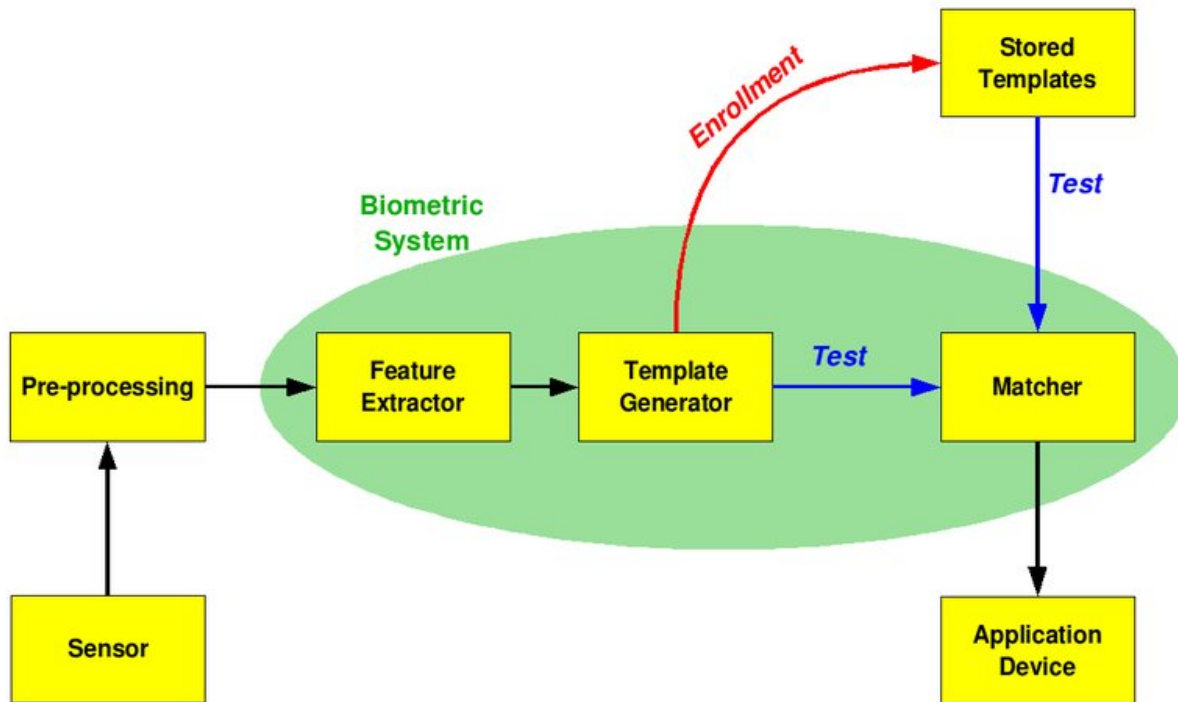 Stored
Templates
Enrollment
Test
Biometric
System
Pre-processing
Feature
Extractor
Template
Generator
Test
Matcher
Sensor
Application
Device